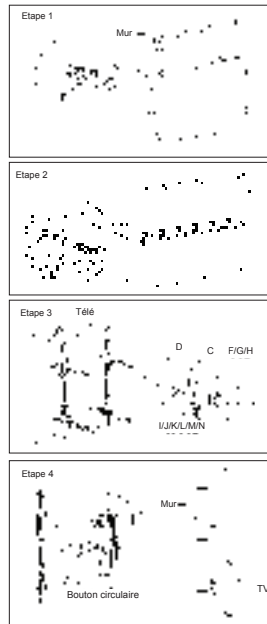 Etape 1
Mur
Etape 2
Etape 3
Télé
D
C
F/G/H
I/J/K/L/M/N
Etape 4
Mur
TV
Bouton circulaire